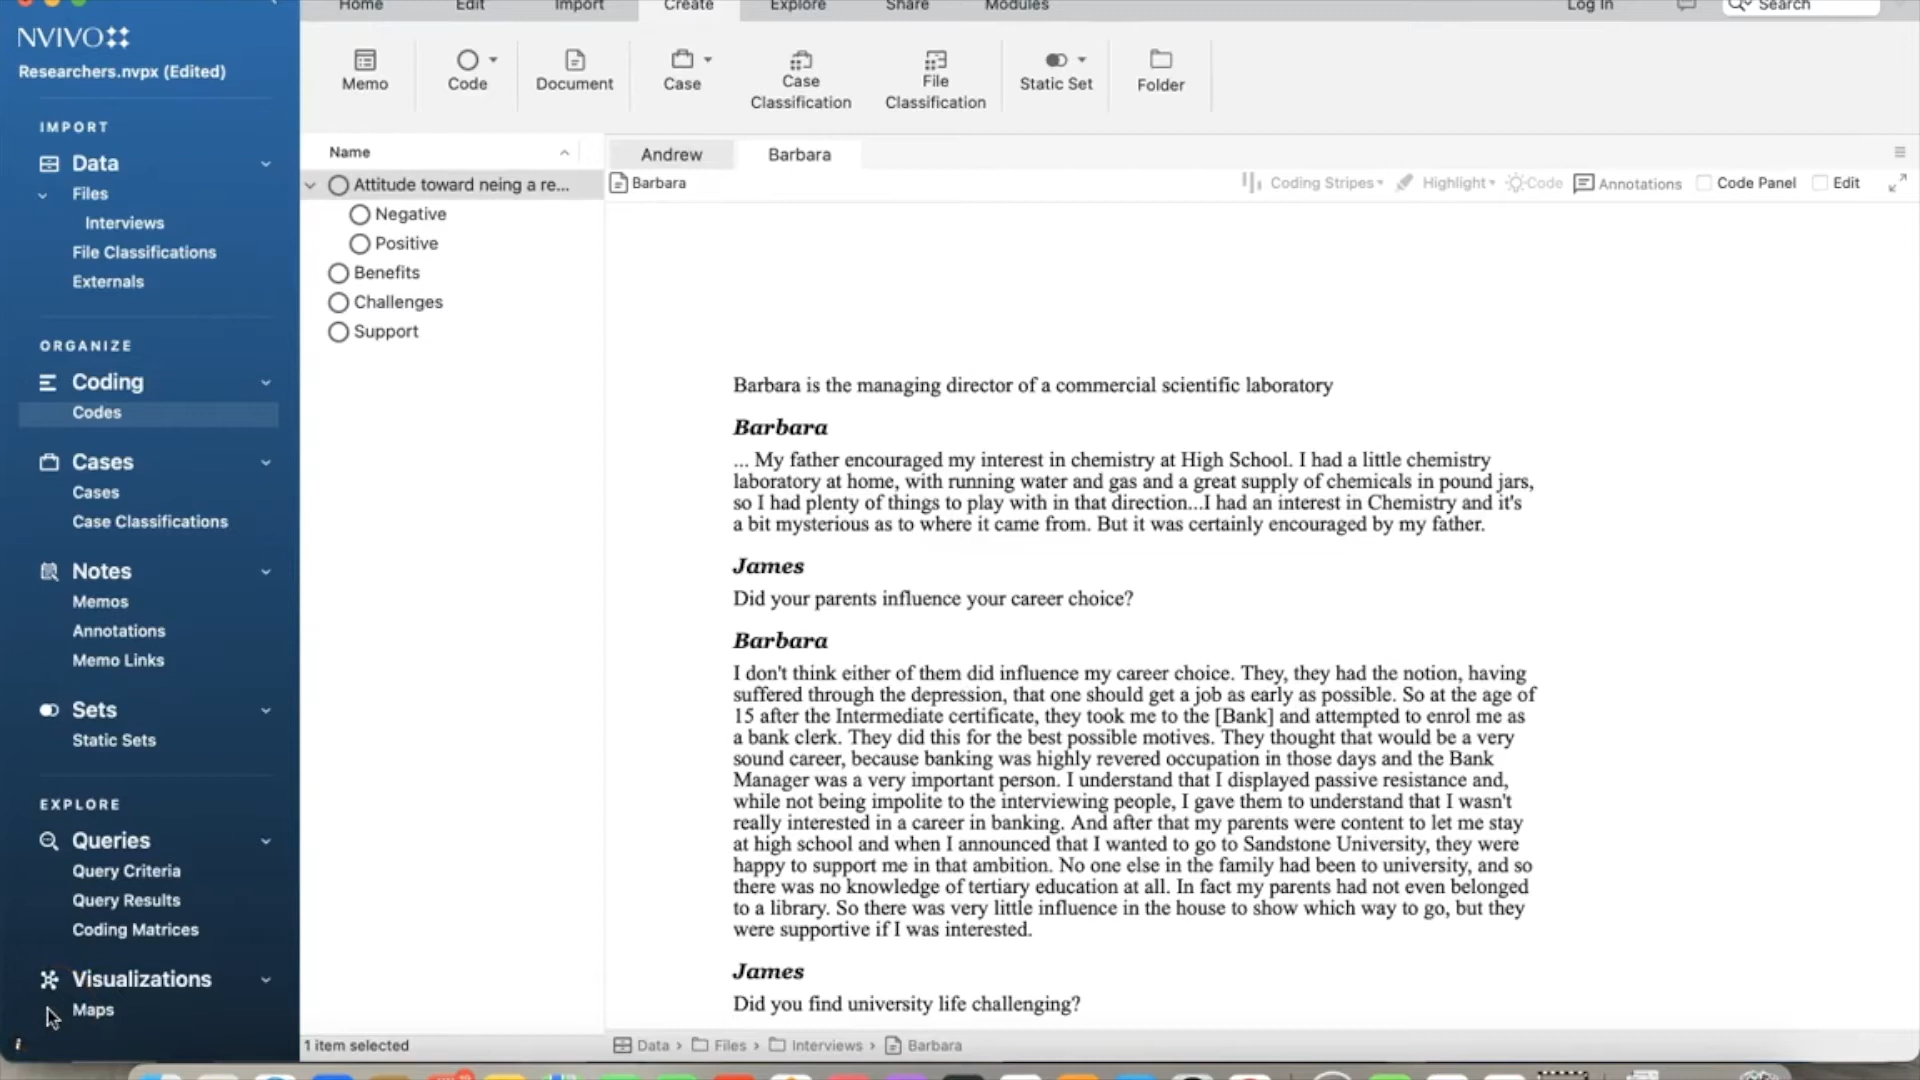 Home Edit Import Create Explore Share Modules Log In Search
NVIVO
Researchers.nvpx (Edited)
Memo Code Document Case Case Classification File Classification Static Set Folder
IMPORT
Data
Files
Interviews
File Classifications
Externals
ORGANIZE
Coding
Codes
Cases
Cases
Case Classifications
Notes
Memos
Annotations
Memo Links
Sets
Static Sets
EXPLORE
Queries
Query Criteria
Query Results
Coding Matrices
Visualizations
Maps
Name
Attitude toward neing a re...
Negative
Positive
Benefits
Challenges
Support
1 item selected
Andrew Barbara
Barbara Coding Stripes Highlight Code Annotations Code Panel Edit
Barbara is the managing director of a commercial scientific laboratory
Barbara
... My father encouraged my interest in chemistry at High School. I had a little chemistry
laboratory at home, with running water and gas and a great supply of chemicals in pound jars,
so I had plenty of things to play with in that direction...I had an interest in Chemistry and it's
a bit mysterious as to where it came from. But it was certainly encouraged by my father.
James
Did your parents influence your career choice?
Barbara
I don't think either of them did influence my career choice. They, they had the notion, having
suffered through the depression, that one should get a job as early as possible. So at the age of
15 after the Intermediate certificate, they took me to the [Bank] and attempted to enrol me as
a bank clerk. They did this for the best possible motives. They thought that would be a very
sound career, because banking was highly revered occupation in those days and the Bank
Manager was a very important person. I understand that I displayed passive resistance and,
while not being impolite to the interviewing people, I gave them to understand that I wasn't
really interested in a career in banking. And after that my parents were content to let me stay
at high school and when I announced that I wanted to go to Sandstone University, they were
happy to support me in that ambition. No one else in the family had been to university, and so
there was no knowledge of tertiary education at all. In fact my parents had not even belonged
to a library. So there was very little influence in the house to show which way to go, but they
were supportive if I was interested.
James
Did you find university life challenging?
Data > Files > Interviews > Barbara